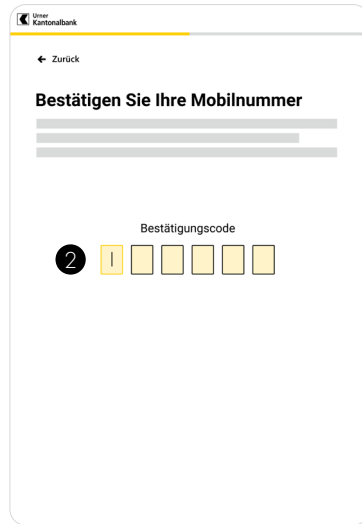 Urner
Kantonalbank
← Zurück
Bestätigen Sie Ihre Mobilnummer
Bestätigungscode
2